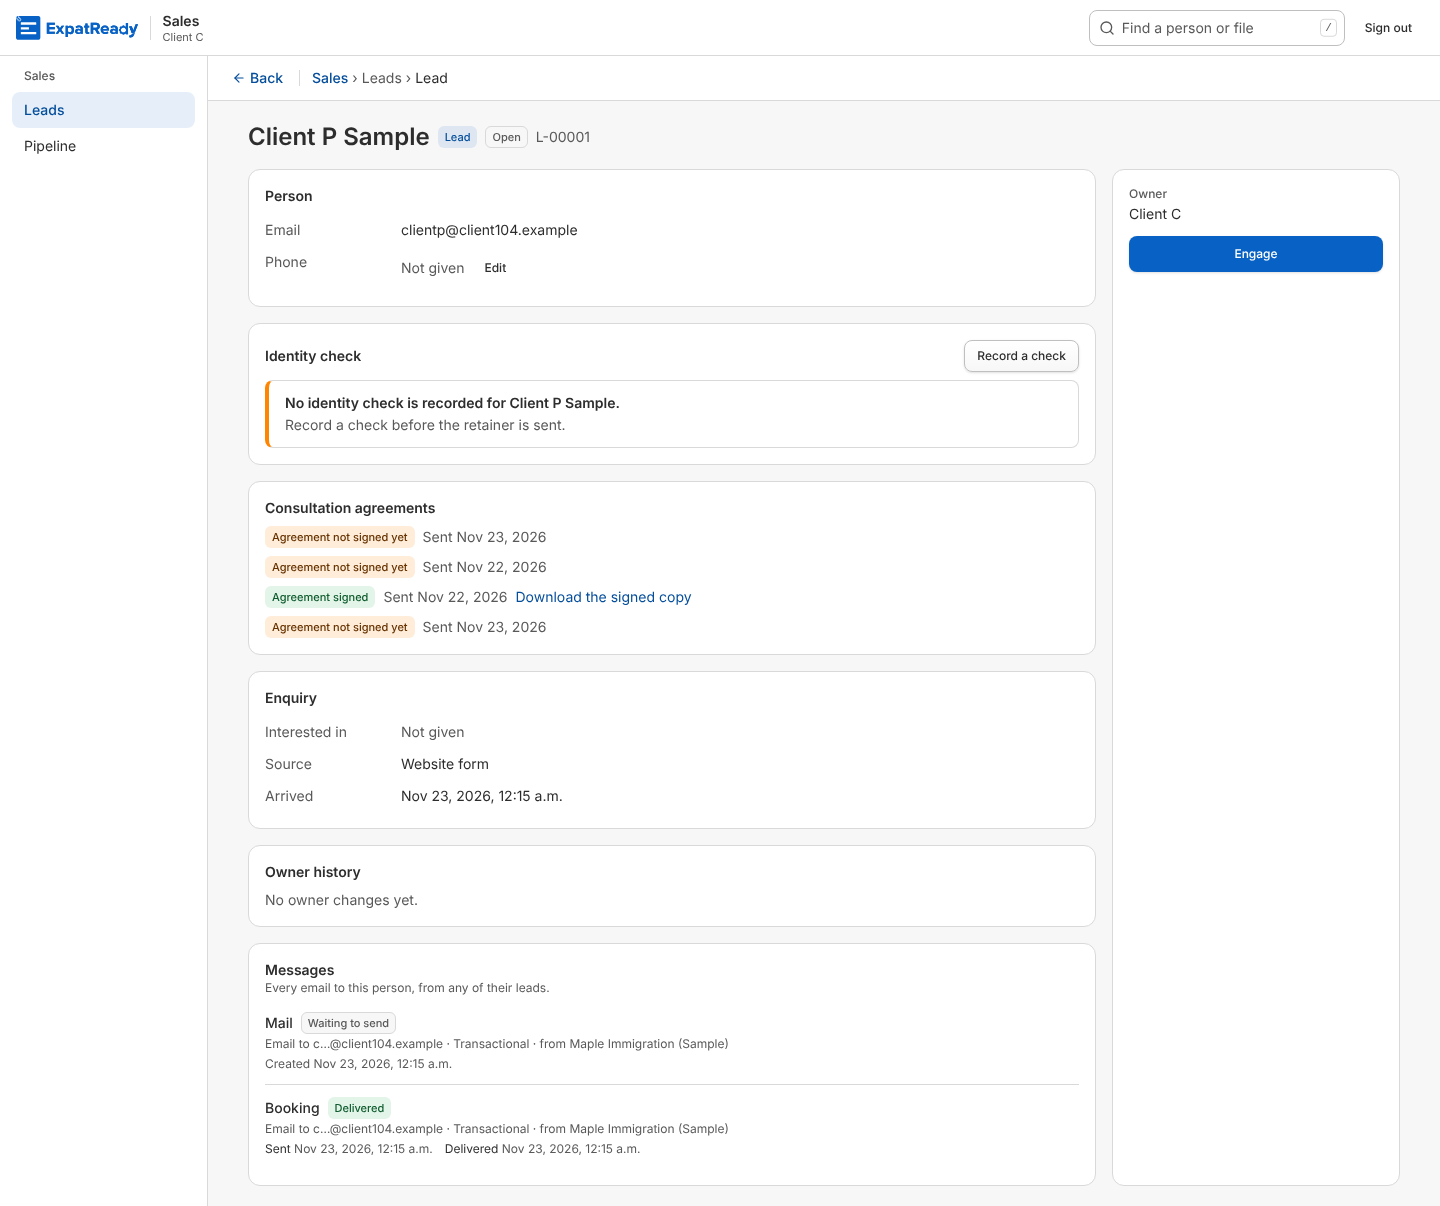 ExpatReady
Sales
Client C
Find a person or file
/
Sign out
Sales
Leads
Pipeline
← Back
Sales › Leads › Lead
Client P Sample Lead Open L-00001
Person
Email clientp@client104.example
Phone Not given Edit
Identity check
Record a check
No identity check is recorded for Client P Sample.
Record a check before the retainer is sent.
Consultation agreements
Agreement not signed yet Sent Nov 23, 2026
Agreement not signed yet Sent Nov 22, 2026
Agreement signed Sent Nov 22, 2026 Download the signed copy
Agreement not signed yet Sent Nov 23, 2026
Enquiry
Interested in Not given
Source Website form
Arrived Nov 23, 2026, 12:15 a.m.
Owner history
No owner changes yet.
Messages
Every email to this person, from any of their leads.
Mail Waiting to send
Email to c…@client104.example · Transactional · from Maple Immigration (Sample)
Created Nov 23, 2026, 12:15 a.m.
Booking Delivered
Email to c…@client104.example · Transactional · from Maple Immigration (Sample)
Sent Nov 23, 2026, 12:15 a.m. Delivered Nov 23, 2026, 12:15 a.m.
Owner
Client C
Engage